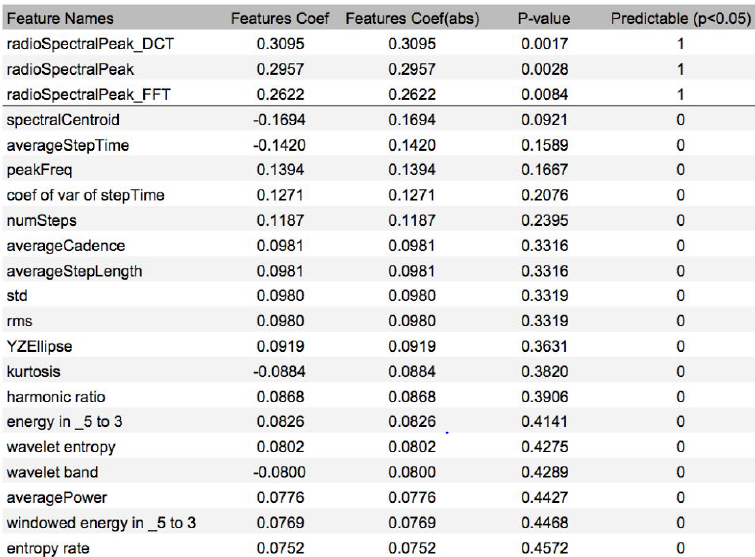 Feature Names Features Coef Features Coef(abs) P-value Predictable (p<0.05)
radioSpectralPeak_DCT 0.3095 0.3095 0.0017 1
radioSpectralPeak 0.2957 0.2957 0.0028 1
radioSpectralPeak_FFT 0.2622 0.2622 0.0084 1
spectralCentroid -0.1694 0.1694 0.0921 0
averageStepTime -0.1420 0.1420 0.1589 0
peakFreq 0.1394 0.1394 0.1667 0
coef of var of stepTime 0.1271 0.1271 0.2076 0
numSteps 0.1187 0.1187 0.2395 0
averageCadence 0.0981 0.0981 0.3316 0
averageStepLength 0.0981 0.0981 0.3316 0
std 0.0980 0.0980 0.3319 0
rms 0.0980 0.0980 0.3319 0
YZEllipse 0.0919 0.0919 0.3631 0
kurtosis -0.0884 0.0884 0.3820 0
harmonic ratio 0.0868 0.0868 0.3906 0
energy in _5 to 3 0.0826 0.0826 0.4141 0
wavelet entropy 0.0802 0.0802 0.4275 0
wavelet band -0.0800 0.0800 0.4289 0
averagePower 0.0776 0.0776 0.4427 0
windowed energy in _5 to 3 0.0769 0.0769 0.4468 0
entropy rate 0.0752 0.0752 0.4572 0